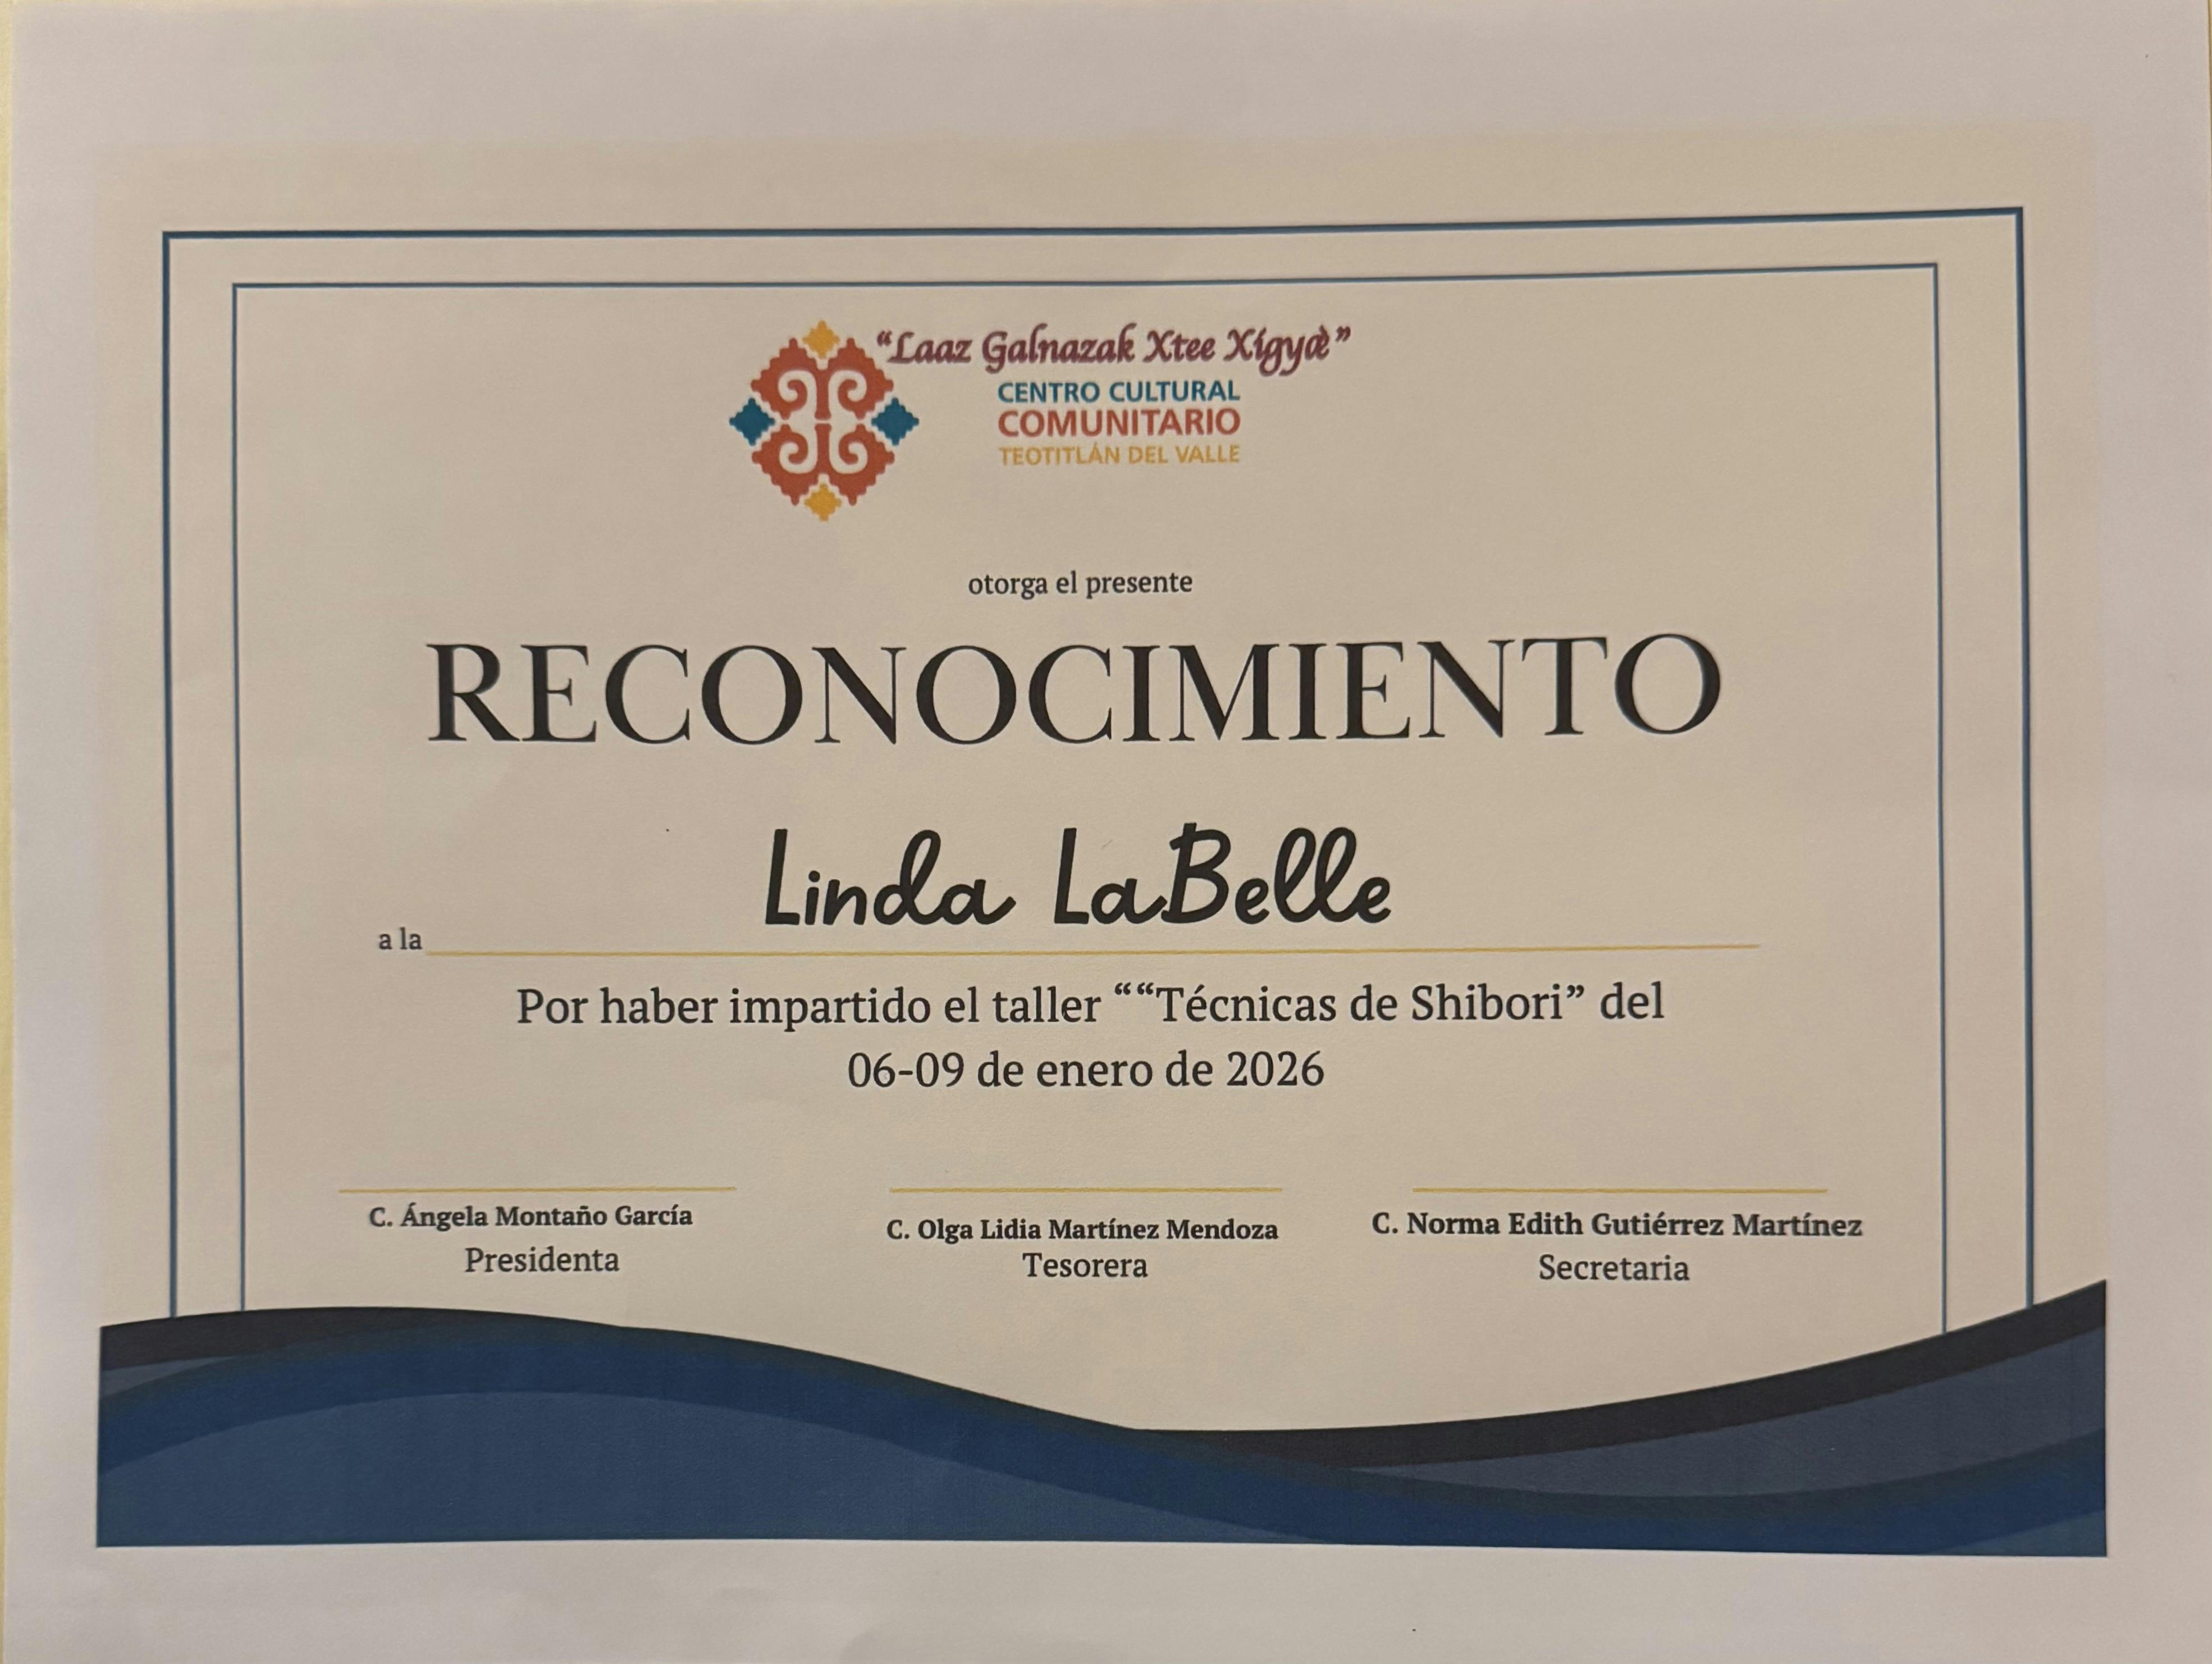 “Laaz Galnazak Xtee Xígyà”
CENTRO CULTURAL
COMUNITARIO
TEOTITLÁN DEL VALLE
otorga el presente
RECONOCIMIENTO
Linda LaBelle
a la
Por haber impartido el taller ““Técnicas de Shibori” del
06-09 de enero de 2026
C. Ángela Montaño García
Presidenta
C. Olga Lidia Martínez Mendoza
Tesorera
C. Norma Edith Gutiérrez Martínez
Secretaria